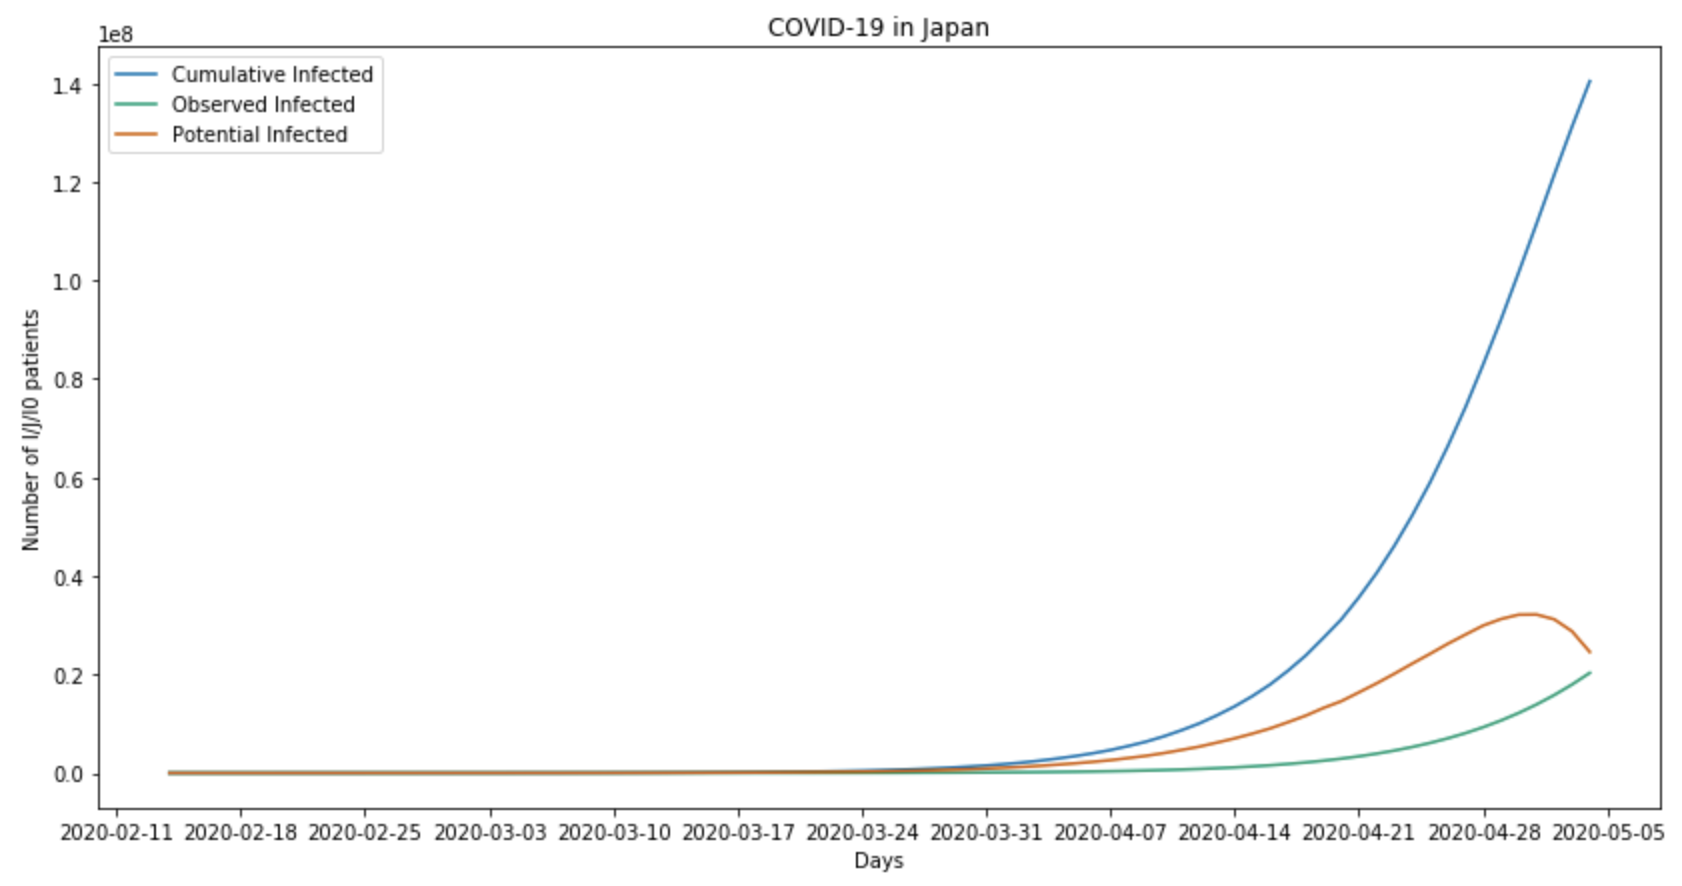 COVID-19 in Japan
1e8
Cumulative Infected
Observed Infected
Potential Infected
1.4
1.2
1.0
0.8
0.6
0.4
0.2
0.0
Number of I/J/I0 patients
2020-02-11 2020-02-18 2020-02-25 2020-03-03 2020-03-10 2020-03-17 2020-03-24 2020-03-31 2020-04-07 2020-04-14 2020-04-21 2020-04-28 2020-05-05
Days